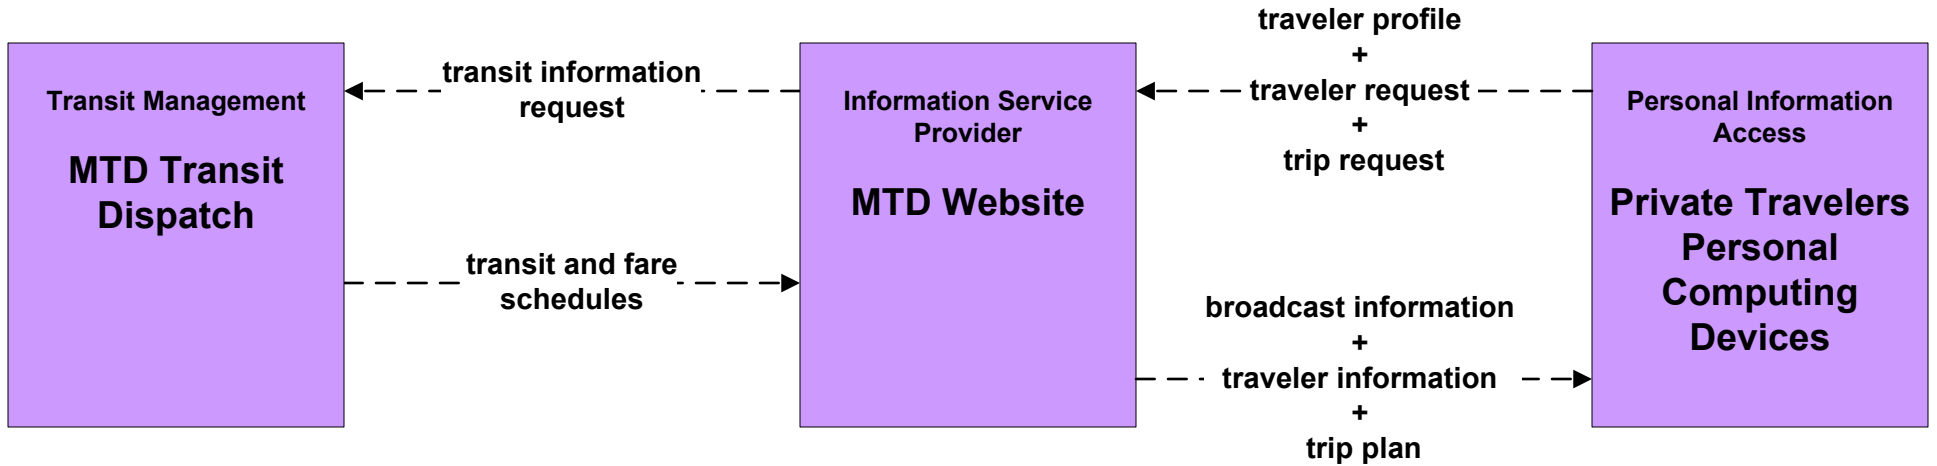 Transit Management
MTD Transit
Dispatch
transit information
request
transit and fare
schedules
Information Service
Provider
MTD Website
traveler profile
+
traveler request
+
trip request
broadcast information
+
traveler information
+
trip plan
Personal Information
Access
Private Travelers
Personal
Computing
Devices